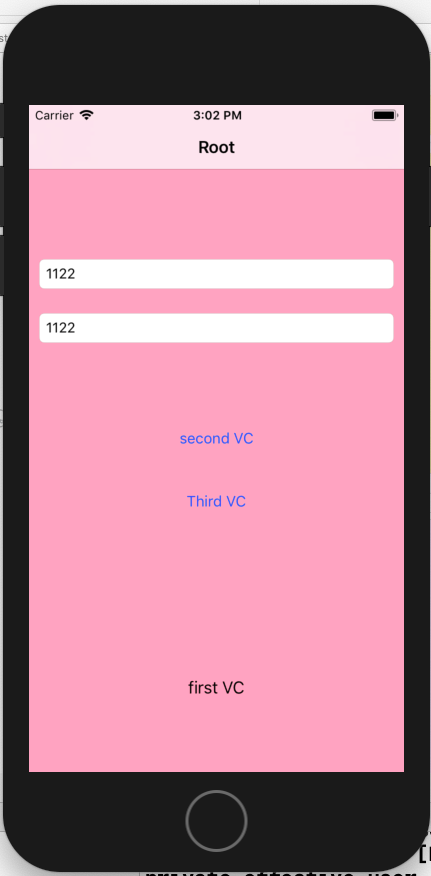 Carrier 3:02 PM
Root
1122
1122
second VC
Third VC
first VC